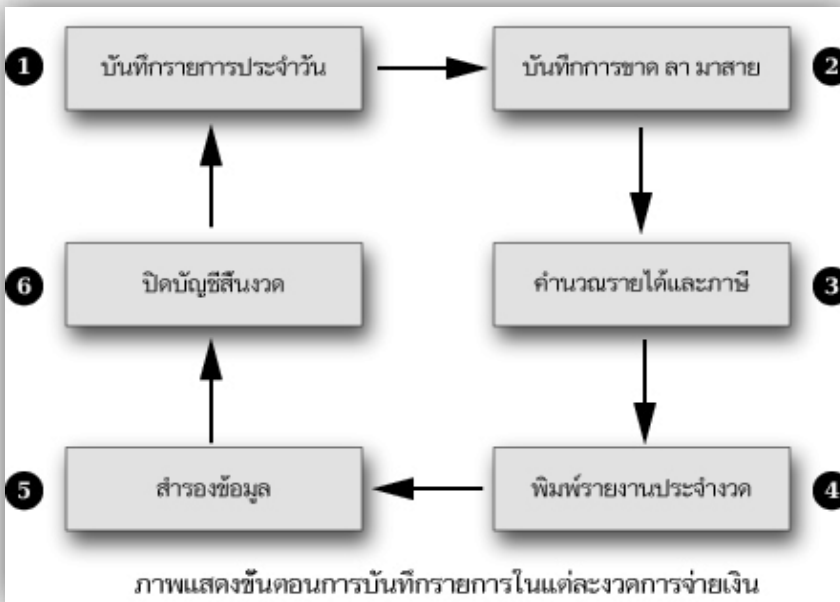 1 บันทึกรายการประจำวัน
2 บันทึกการขาด ลา มาสาย
3 คำนวณรายได้และภาษี
4 พิมพ์รายงานประจำงวด
5 สำรองข้อมูล
6 ปิดบัญชีสิ้นงวด
ภาพแสดงขั้นตอนการบันทึกรายการในแต่ละงวดการจ่ายเงิน